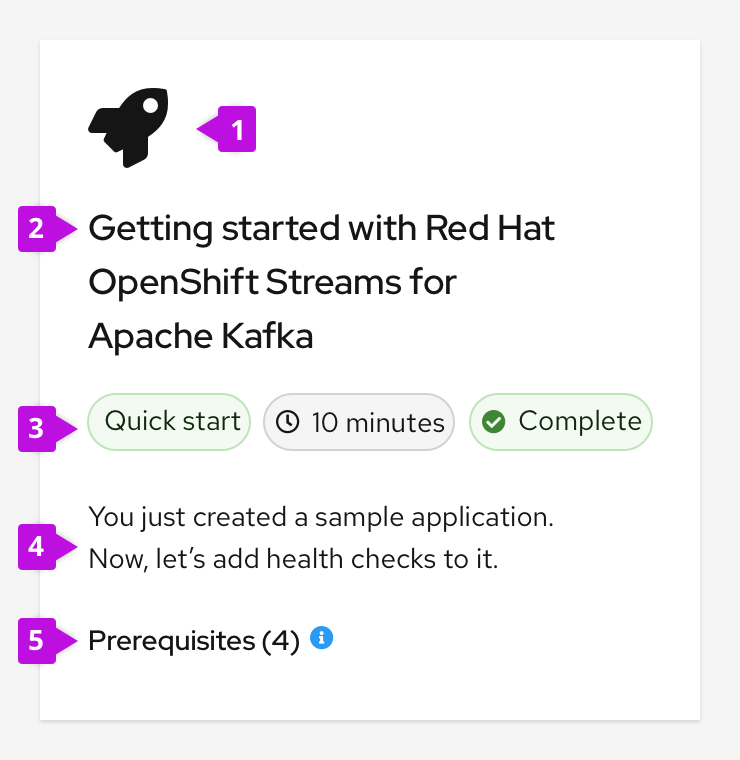 1
2
Getting started with Red Hat
OpenShift Streams for
Apache Kafka
3
Quick start
10 minutes
Complete
You just created a sample application.
4
Now, let’s add health checks to it.
5
Prerequisites (4)